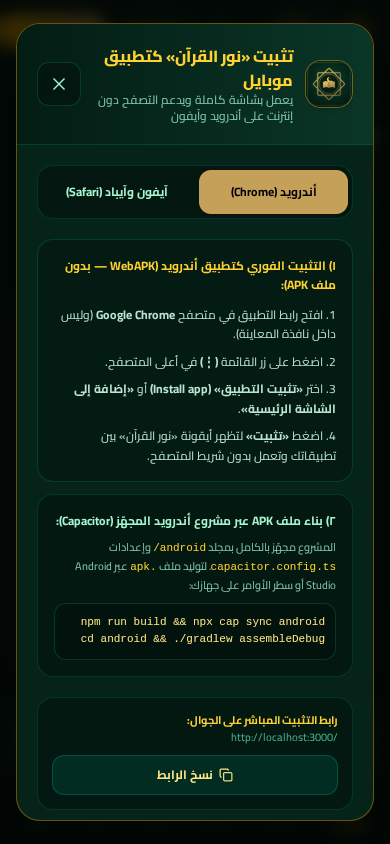 تثبيت «نور القرآن» كتطبيق
موبايل
يعمل بشاشة كاملة ويدعم التصفح دون
إنترنت على أندرويد وآيفون
أندرويد (Chrome)
آيفون وآيباد (Safari)
١) التثبيت الفوري كتطبيق أندرويد (WebAPK — بدون
ملف APK):
1. افتح رابط التطبيق في متصفح Google Chrome (وليس
داخل نافذة المعاينة).
2. اضغط على زر القائمة (⋮) في أعلى المتصفح.
3. اختر «تثبيت التطبيق» (Install app) أو «إضافة إلى
الشاشة الرئيسية».
4. اضغط «تثبيت» لتظهر أيقونة «نور القرآن» بين
تطبيقاتك وتعمل بدون شريط المتصفح.
٢) بناء ملف APK عبر مشروع أندرويد المجهّز (Capacitor):
المشروع مجهّز بالكامل بمجلد android/ وإعدادات
capacitor.config.ts. لتوليد ملف .apk عبر Android
Studio أو سطر الأوامر على جهازك:
npm run build && npx cap sync android
cd android && ./gradlew assembleDebug
رابط التثبيت المباشر على الجوال:
http://localhost:3000/
نسخ الرابط